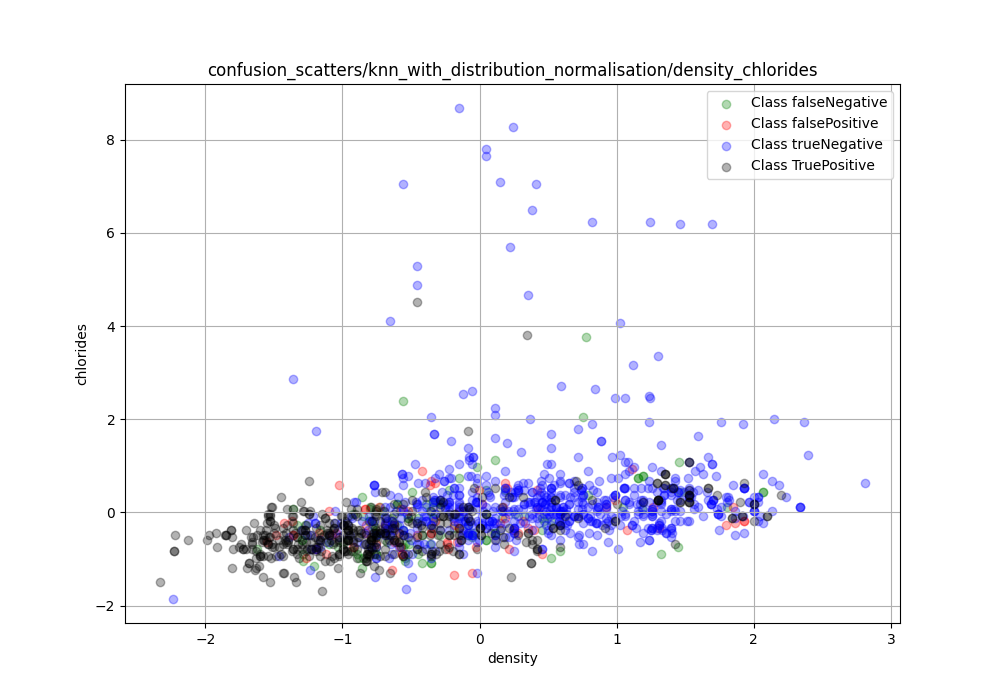 confusion_scatters/knn_with_distribution_normalisation/density_chlorides
Class falseNegative
Class falsePositive
Class trueNegative
Class TruePositive
8
6
4
2
0
−2
chlorides
−2 −1 0 1 2 3
density